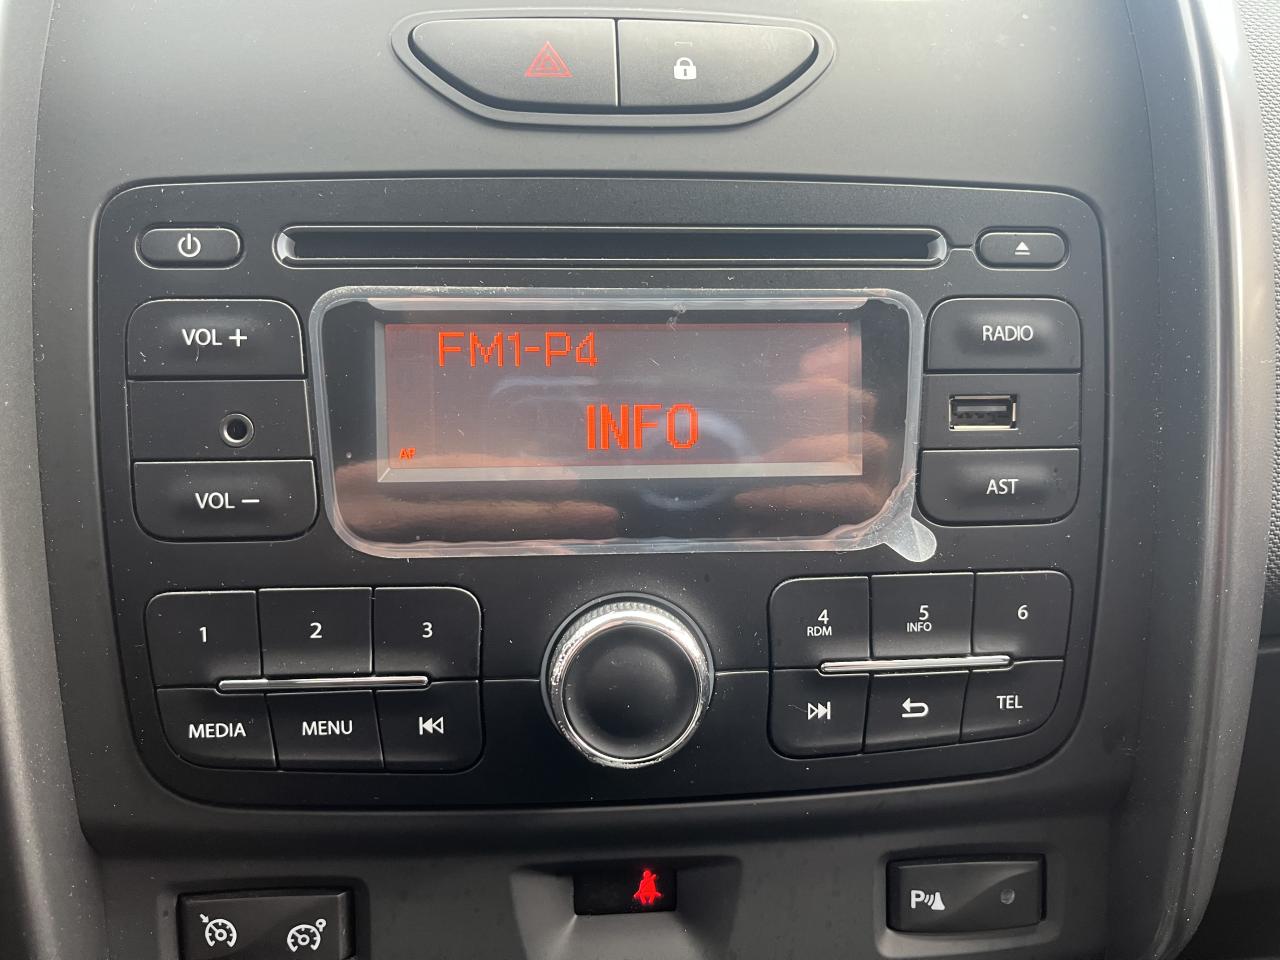 VOL +
RADIO
FM1-P4
INFO
AF
VOL −
AST
1
2
3
4
RDM
5
INFO
6
MEDIA
MENU
TEL
P